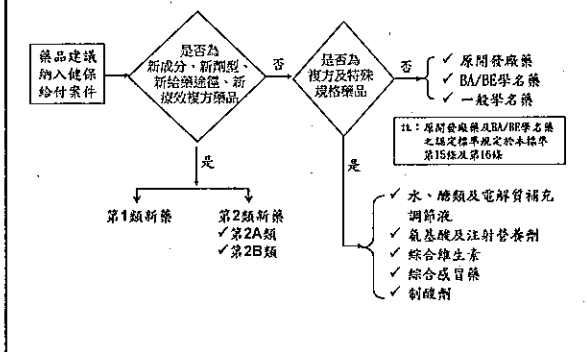 藥品建議
納入健保
給付案件
是否為
新成分、新劑型、
新給藥途徑、新
療效複方藥品
否
是否為
複方及特殊
規格藥品
否
✓ 原開發廠藥
✓ BA/BE學名藥
✓ 一般學名藥
註：原開發廠藥及BA/BE學名藥
之認定標準規定於本標準
第15條及第16條
是
第1類新藥
第2類新藥
✓第2A類
✓第2B類
是
✓ 水、醣類及電解質補充
調節液
✓ 氨基酸及注射營養劑
✓ 綜合維生素
✓ 綜合感冒藥
✓ 制酸劑